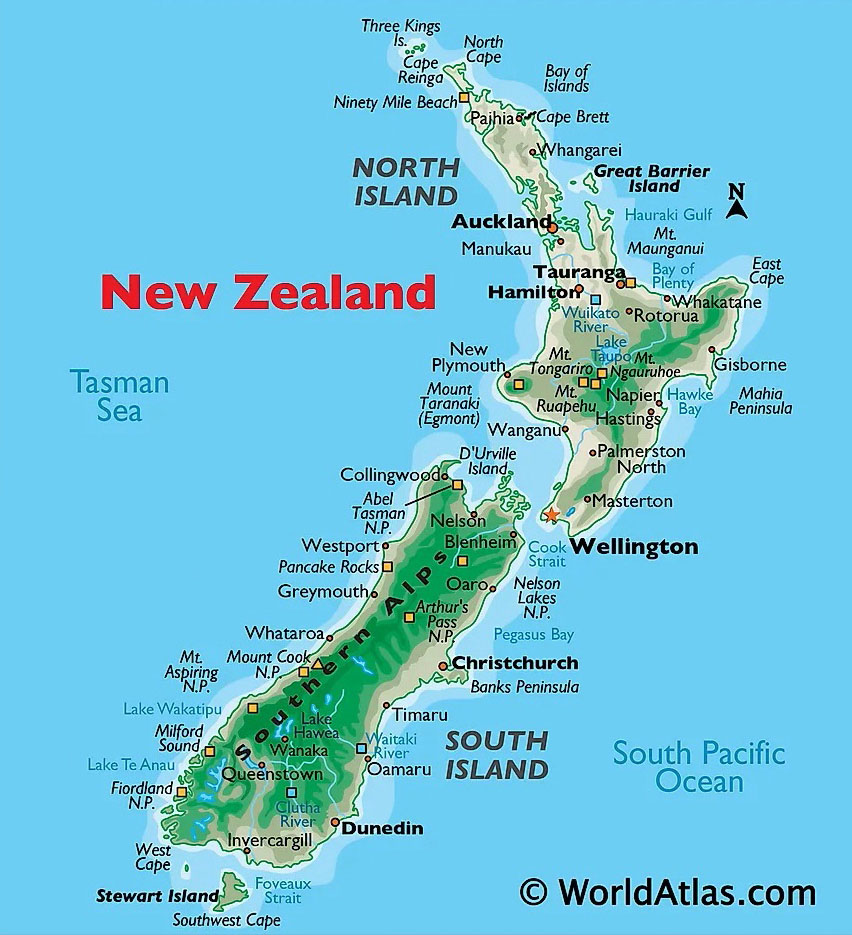 Three Kings
Is.
North
Cape
Cape
Reinga
Bay of
Islands
Ninety Mile Beach
Pajhia
Cape Brett
Whangarei
NORTH
ISLAND
Great Barrier
Island
N
Hauraki Gulf
Auckland
Manukau
Mt.
Maunganui
Tauranga
Bay of
Plenty
East
Cape
New Zealand
Hamilton
Whakatane
Wuikato
River
Rotorua
Lake
Taupo
New
Plymouth
Mt.
Tongariro
Mt.
Ngauruhoe
Gisborne
Tasman
Sea
Mount
Taranaki
(Egmont)
Mt.
Ruapehu
Napier
Hawke
Bay
Mahia
Peninsula
Hastings
Wanganu
D'Urville
Island
Palmerston
North
Collingwood
Abel
Tasman
N.P.
Masterton
Nelson
Blenheim
Wellington
Cook
Strait
Westport
Pancake Rocks
Greymouth
Oaro
Nelson
Lakes
N.P.
Arthur's
Pass
N.P.
Southern Alps
Whataroa
Pegasus Bay
Mt.
Aspiring
N.P.
Mount Cook
N.P.
Christchurch
Banks Peninsula
Lake Wakatipu
Timaru
Lake
Hawea
Milford
Sound
Wanaka
Waitaki
River
SOUTH
ISLAND
South Pacific
Ocean
Lake Te Anau
Queenstown
Oamaru
Fiordland
N.P.
Clutha
River
Dunedin
Invercargill
West
Cape
Stewart Island
Foveaux
Strait
Southwest Cape
© WorldAtlas.com